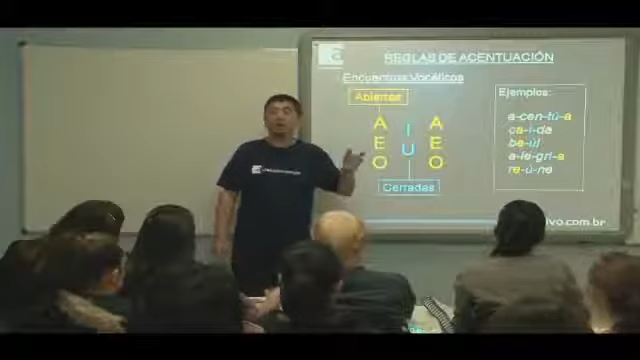 REGLAS DE ACENTUACIÓN
Encuentros Vocálicos
Abiertas
A A
I
E E
U
O O
Cerradas
Ejemplos:
a-cen-tú-a
ca-í-da
ba-úl
a-le-grí-a
re-ú-ne
ivo.com.br